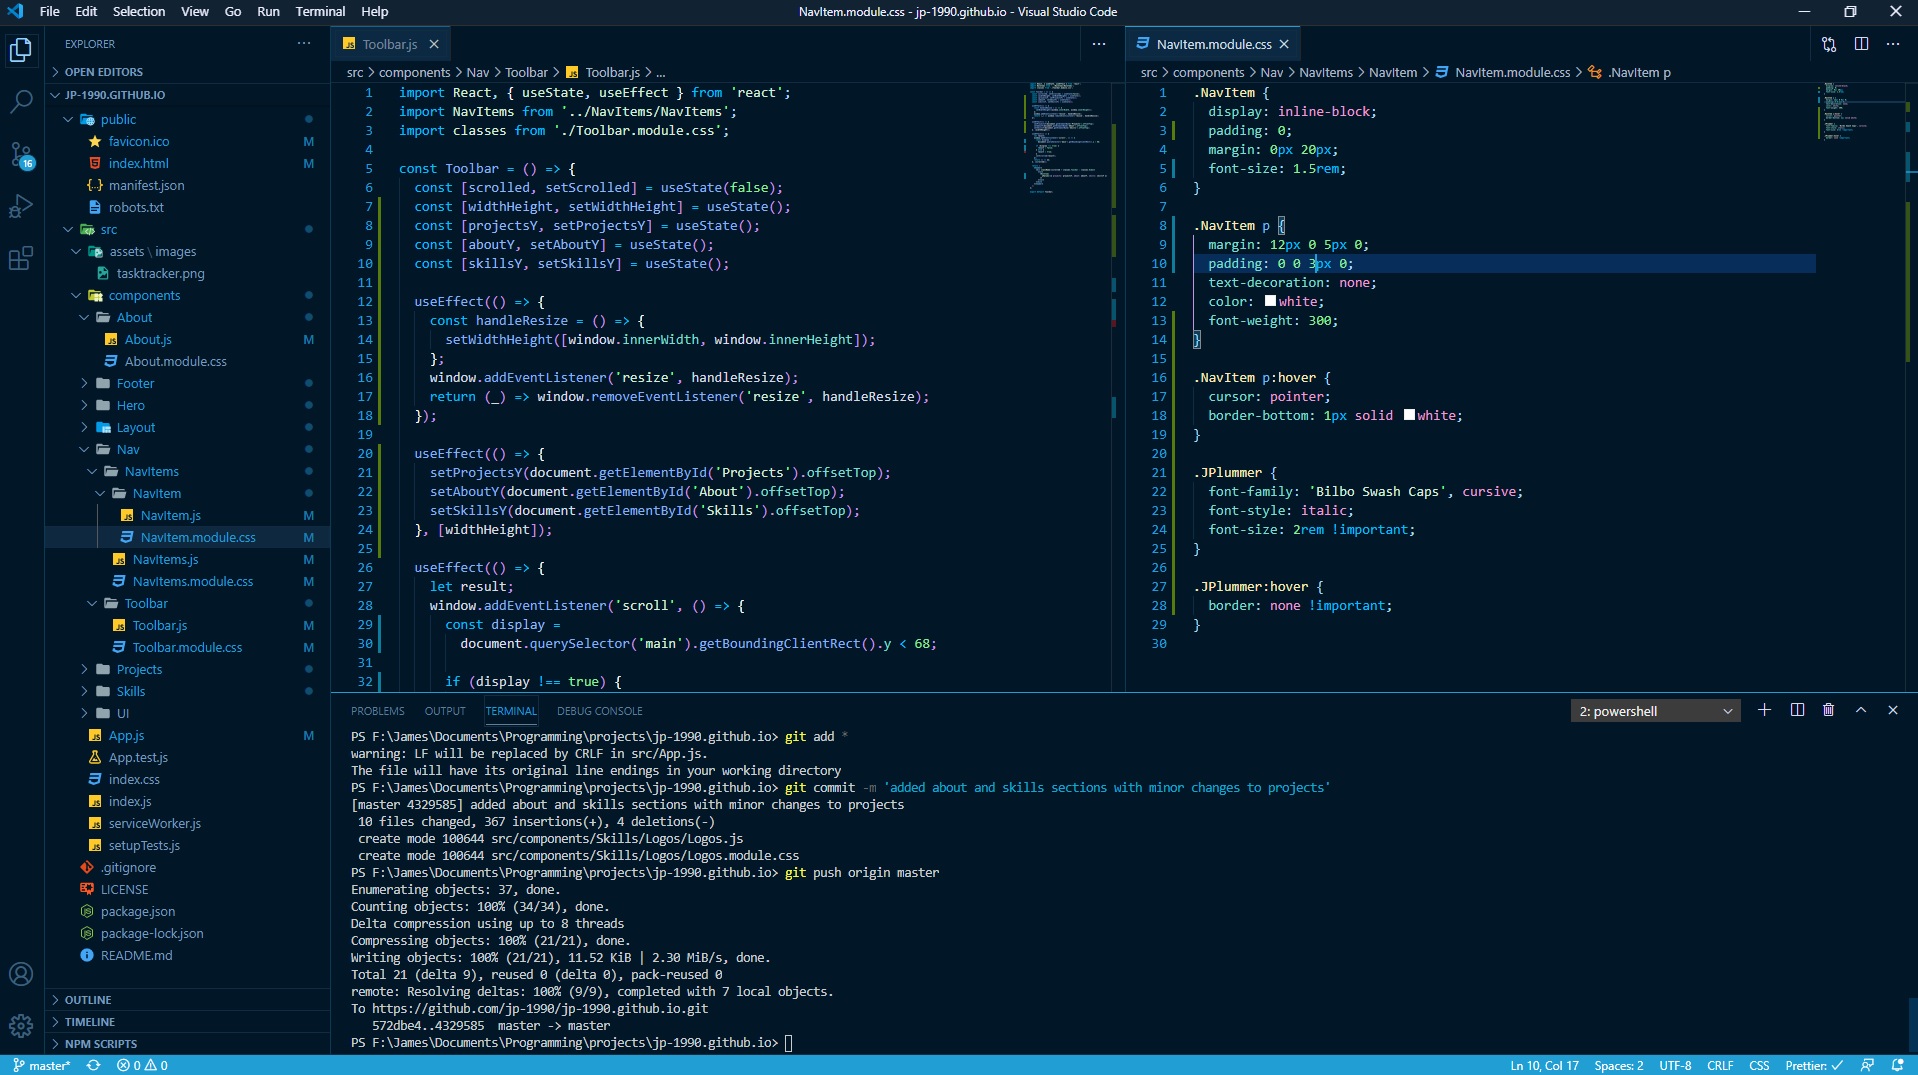 File Edit Selection View Go Run Terminal Help
NavItem.module.css - jp-1990.github.io - Visual Studio Code
EXPLORER
OPEN EDITORS
JP-1990.GITHUB.IO
public
favicon.ico
index.html M
manifest.json
robots.txt
src
assets \ images
tasktracker.png
components
About
About.js M
About.module.css
Footer
Hero
Layout
Nav
NavItems
NavItem
NavItem.js M
NavItem.module.css M
NavItems.js M
NavItems.module.css M
Toolbar
Toolbar.js M
Toolbar.module.css M
Projects
Skills
UI
App.js M
App.test.js
index.css
index.js
serviceWorker.js
setupTests.js
.gitignore
LICENSE
package.json
package-lock.json
README.md
OUTLINE
TIMELINE
NPM SCRIPTS
16
Toolbar.js
src > components > Nav > Toolbar > Toolbar.js > ...
1 import React, { useState, useEffect } from 'react';
2 import NavItems from '../NavItems/NavItems';
3 import classes from './Toolbar.module.css';
4
5 const Toolbar = () => {
6 const [scrolled, setScrolled] = useState(false);
7 const [widthHeight, setWidthHeight] = useState();
8 const [projectsY, setProjectsY] = useState();
9 const [aboutY, setAboutY] = useState();
10 const [skillsY, setSkillsY] = useState();
11
12 useEffect(() => {
13 const handleResize = () => {
14 setWidthHeight([window.innerWidth, window.innerHeight]);
15 };
16 window.addEventListener('resize', handleResize);
17 return (_) => window.removeEventListener('resize', handleResize);
18 });
19
20 useEffect(() => {
21 setProjectsY(document.getElementById('Projects').offsetTop);
22 setAboutY(document.getElementById('About').offsetTop);
23 setSkillsY(document.getElementById('Skills').offsetTop);
24 }, [widthHeight]);
25
26 useEffect(() => {
27 let result;
28 window.addEventListener('scroll', () => {
29 const display =
30 document.querySelector('main').getBoundingClientRect().y < 68;
31
32 if (display !== true) {
NavItem.module.css
src > components > Nav > NavItems > NavItem > NavItem.module.css > .NavItem p
1 .NavItem {
2 display: inline-block;
3 padding: 0;
4 margin: 0px 20px;
5 font-size: 1.5rem;
6 }
7
8 .NavItem p {
9 margin: 12px 0 5px 0;
10 padding: 0 0 3px 0;
11 text-decoration: none;
12 color: white;
13 font-weight: 300;
14 }
15
16 .NavItem p:hover {
17 cursor: pointer;
18 border-bottom: 1px solid white;
19 }
20
21 .JPlummer {
22 font-family: 'Bilbo Swash Caps', cursive;
23 font-style: italic;
24 font-size: 2rem !important;
25 }
26
27 .JPlummer:hover {
28 border: none !important;
29 }
30
PROBLEMS OUTPUT TERMINAL DEBUG CONSOLE
2: powershell
PS F:\James\Documents\Programming\projects\jp-1990.github.io> git add *
warning: LF will be replaced by CRLF in src/App.js.
The file will have its original line endings in your working directory
PS F:\James\Documents\Programming\projects\jp-1990.github.io> git commit -m 'added about and skills sections with minor changes to projects'
[master 4329585] added about and skills sections with minor changes to projects
10 files changed, 367 insertions(+), 4 deletions(-)
create mode 100644 src/components/Skills/Logos/Logos.js
create mode 100644 src/components/Skills/Logos/Logos.module.css
PS F:\James\Documents\Programming\projects\jp-1990.github.io> git push origin master
Enumerating objects: 37, done.
Counting objects: 100% (34/34), done.
Delta compression using up to 8 threads
Compressing objects: 100% (21/21), done.
Writing objects: 100% (21/21), 11.52 KiB | 2.30 MiB/s, done.
Total 21 (delta 9), reused 0 (delta 0), pack-reused 0
remote: Resolving deltas: 100% (9/9), completed with 7 local objects.
To https://github.com/jp-1990/jp-1990.github.io.git
572dbe4..4329585 master -> master
PS F:\James\Documents\Programming\projects\jp-1990.github.io>
master* 0 0
Ln 10, Col 17 Spaces: 2 UTF-8 CRLF CSS Prettier: ✓